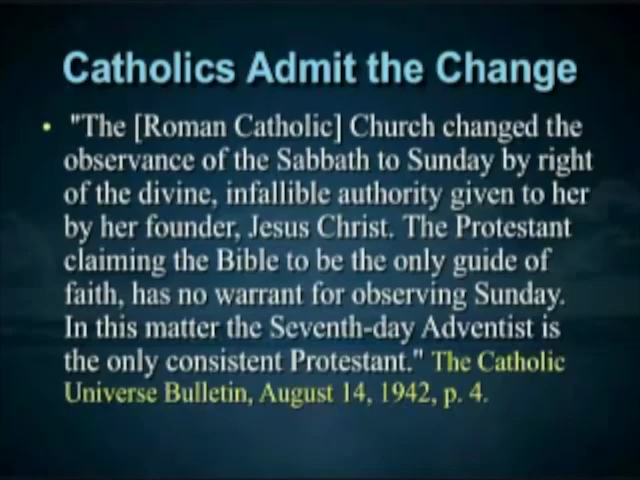 Catholics Admit the Change
• "The [Roman Catholic] Church changed the
observance of the Sabbath to Sunday by right
of the divine, infallible authority given to her
by her founder, Jesus Christ. The Protestant
claiming the Bible to be the only guide of
faith, has no warrant for observing Sunday.
In this matter the Seventh-day Adventist is
the only consistent Protestant." The Catholic
Universe Bulletin, August 14, 1942, p. 4.